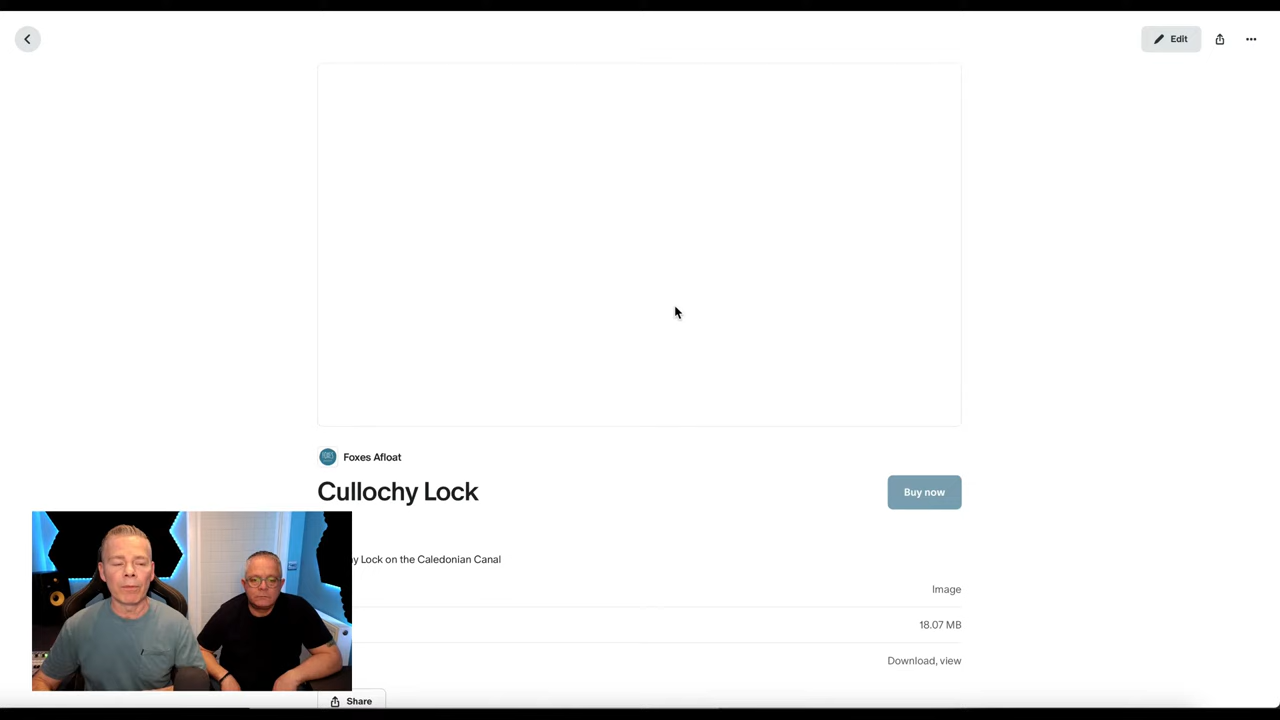 Edit
Foxes Afloat
Cullochy Lock
Buy now
Lock on the Caledonian Canal
Image
18.07 MB
Download, view
Share